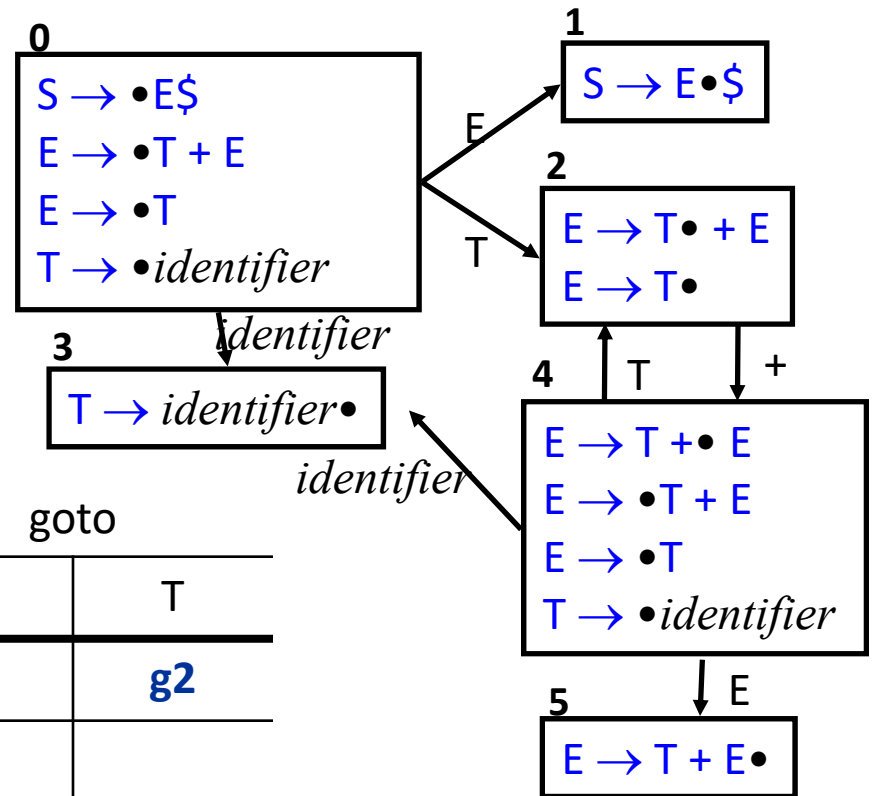 0
S → •E$
E → •T + E
E → •T
T → •identifier
E
T
1
S → E•$
2
E → T• + E
E → T•
identifier
3
T → identifier•
identifier
T
+
4
E → T +• E
E → •T + E
E → •T
T → •identifier
E
5
E → T + E•
goto
T
g2